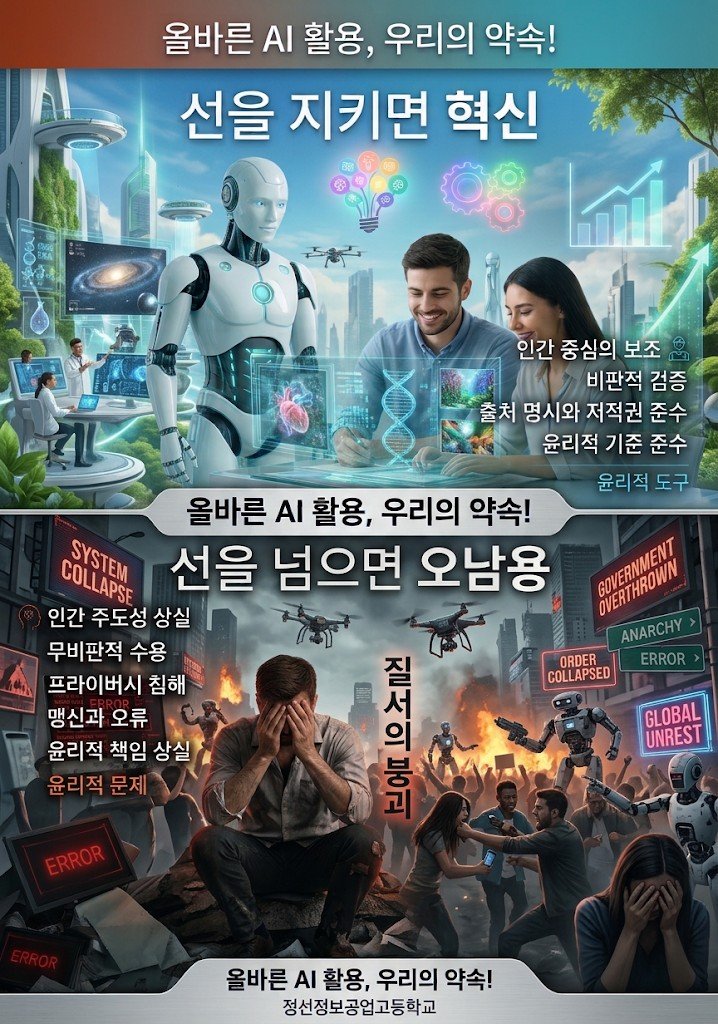 올바른 AI 활용, 우리의 약속!
선을 지키면 혁신
인간 중심의 보조
비판적 검증
출처 명시와 저작권 준수
윤리적 기준 준수
윤리적 도구
올바른 AI 활용, 우리의 약속!
선을 넘으면 오남용
SYSTEM
COLLAPSE
GOVERNMENT
OVERTHROWN
인간 주도성 상실
무비판적 수용
프라이버시 침해
맹신과 오류
윤리적 책임 상실
윤리적 문제
질서의 붕괴
ANARCHY
ERROR
ORDER
COLLAPSED
GLOBAL
UNREST
ERROR
ERROR
ERROR
올바른 AI 활용, 우리의 약속!
정선정보공업고등학교